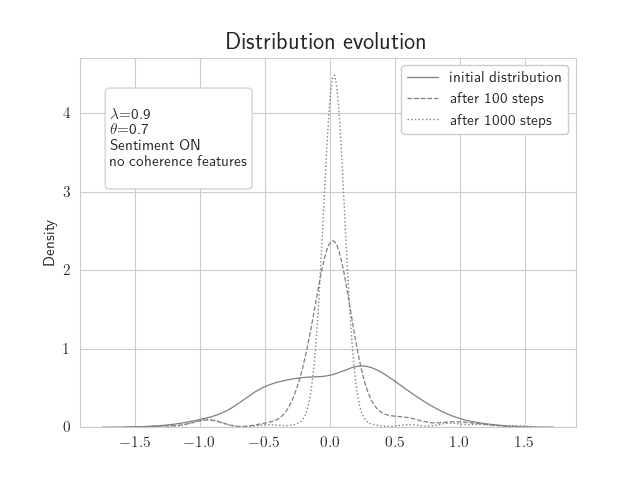 Distribution evolution
λ=0.9
θ=0.7
Sentiment ON
no coherence features
initial distribution
after 100 steps
after 1000 steps
Density
4
3
2
1
0
−1.5 −1.0 −0.5 0.0 0.5 1.0 1.5